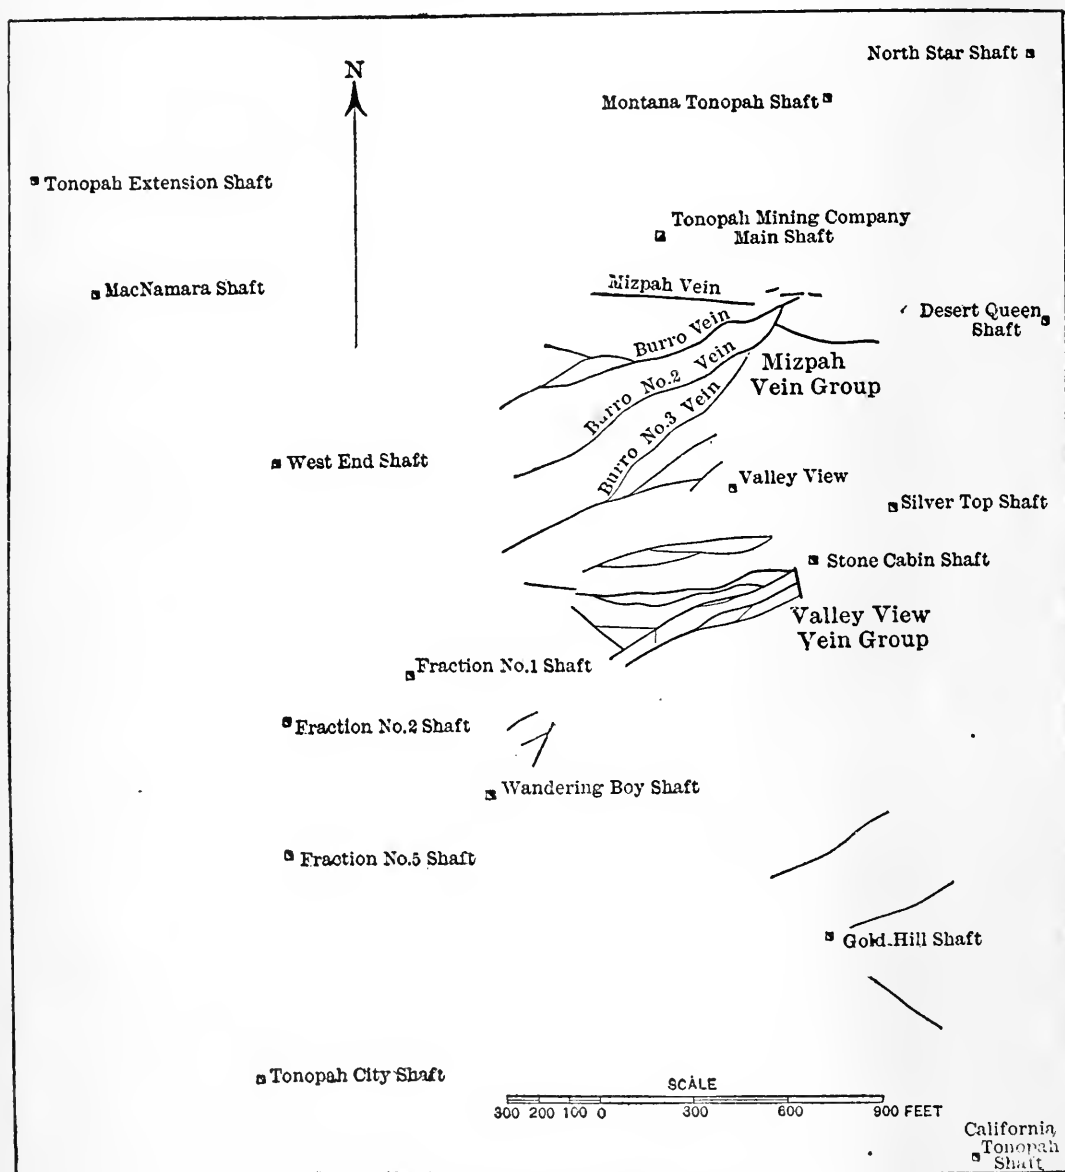 N
North Star Shaft
Montana Tonopah Shaft
Tonopah Extension Shaft
Tonopah Mining Company
Main Shaft
MacNamara Shaft
Mizpah Vein
Desert Queen
Shaft
Burro Vein
Mizpah
Vein Group
Burro No.2 Vein
Burro No.3 Vein
West End Shaft
Valley View
Silver Top Shaft
Stone Cabin Shaft
Valley View
Vein Group
Fraction No.1 Shaft
Fraction No.2 Shaft
Wandering Boy Shaft
Fraction No.5 Shaft
Gold Hill Shaft
Tonopah City Shaft
SCALE
300 200 100 0 300 600 900 FEET
California
Tonopah
Shaft